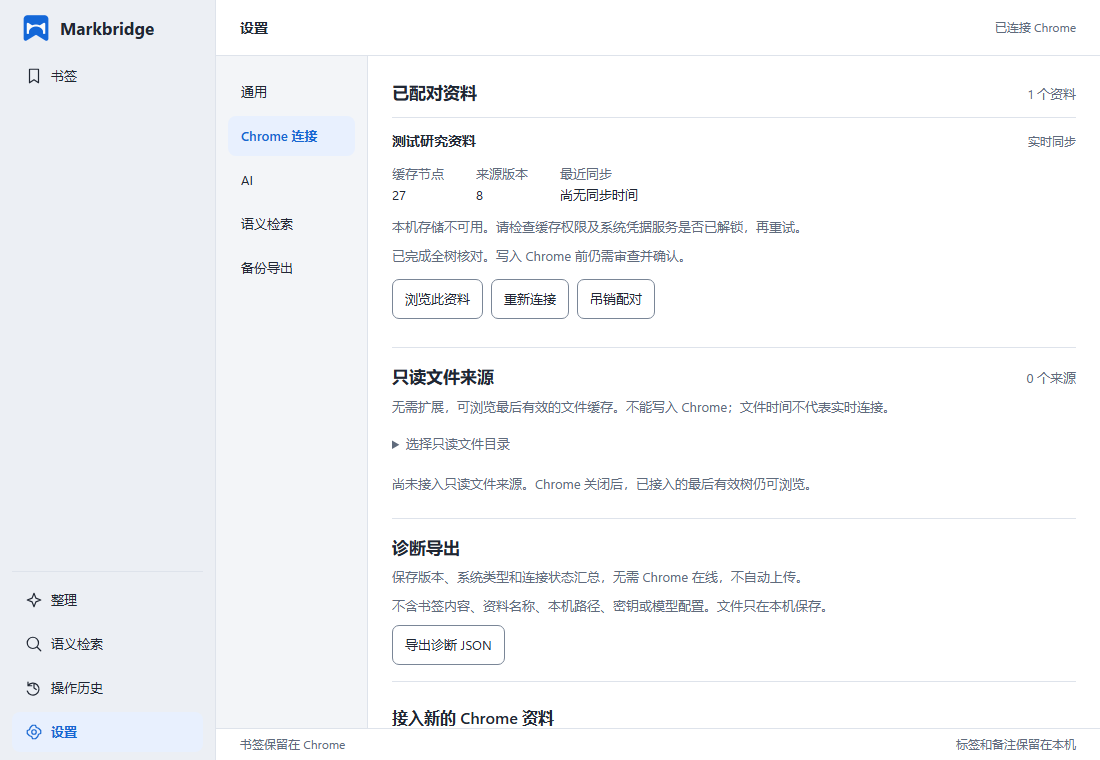 Markbridge
书签
整理
语义检索
操作历史
设置
设置
已连接 Chrome
通用
Chrome 连接
AI
语义检索
备份导出
已配对资料
1 个资料
测试研究资料
实时同步
缓存节点 来源版本 最近同步
27 8 尚无同步时间
本机存储不可用。请检查缓存权限及系统凭据服务是否已解锁，再重试。
已完成全树核对。写入 Chrome 前仍需审查并确认。
浏览此资料 重新连接 吊销配对
只读文件来源
0 个来源
无需扩展，可浏览最后有效的文件缓存。不能写入 Chrome；文件时间不代表实时连接。
选择只读文件目录
尚未接入只读文件来源。Chrome 关闭后，已接入的最后有效树仍可浏览。
诊断导出
保存版本、系统类型和连接状态汇总，无需 Chrome 在线，不自动上传。
不含书签内容、资料名称、本机路径、密钥或模型配置。文件只在本机保存。
导出诊断 JSON
接入新的 Chrome 资料
书签保留在 Chrome
标签和备注保留在本机